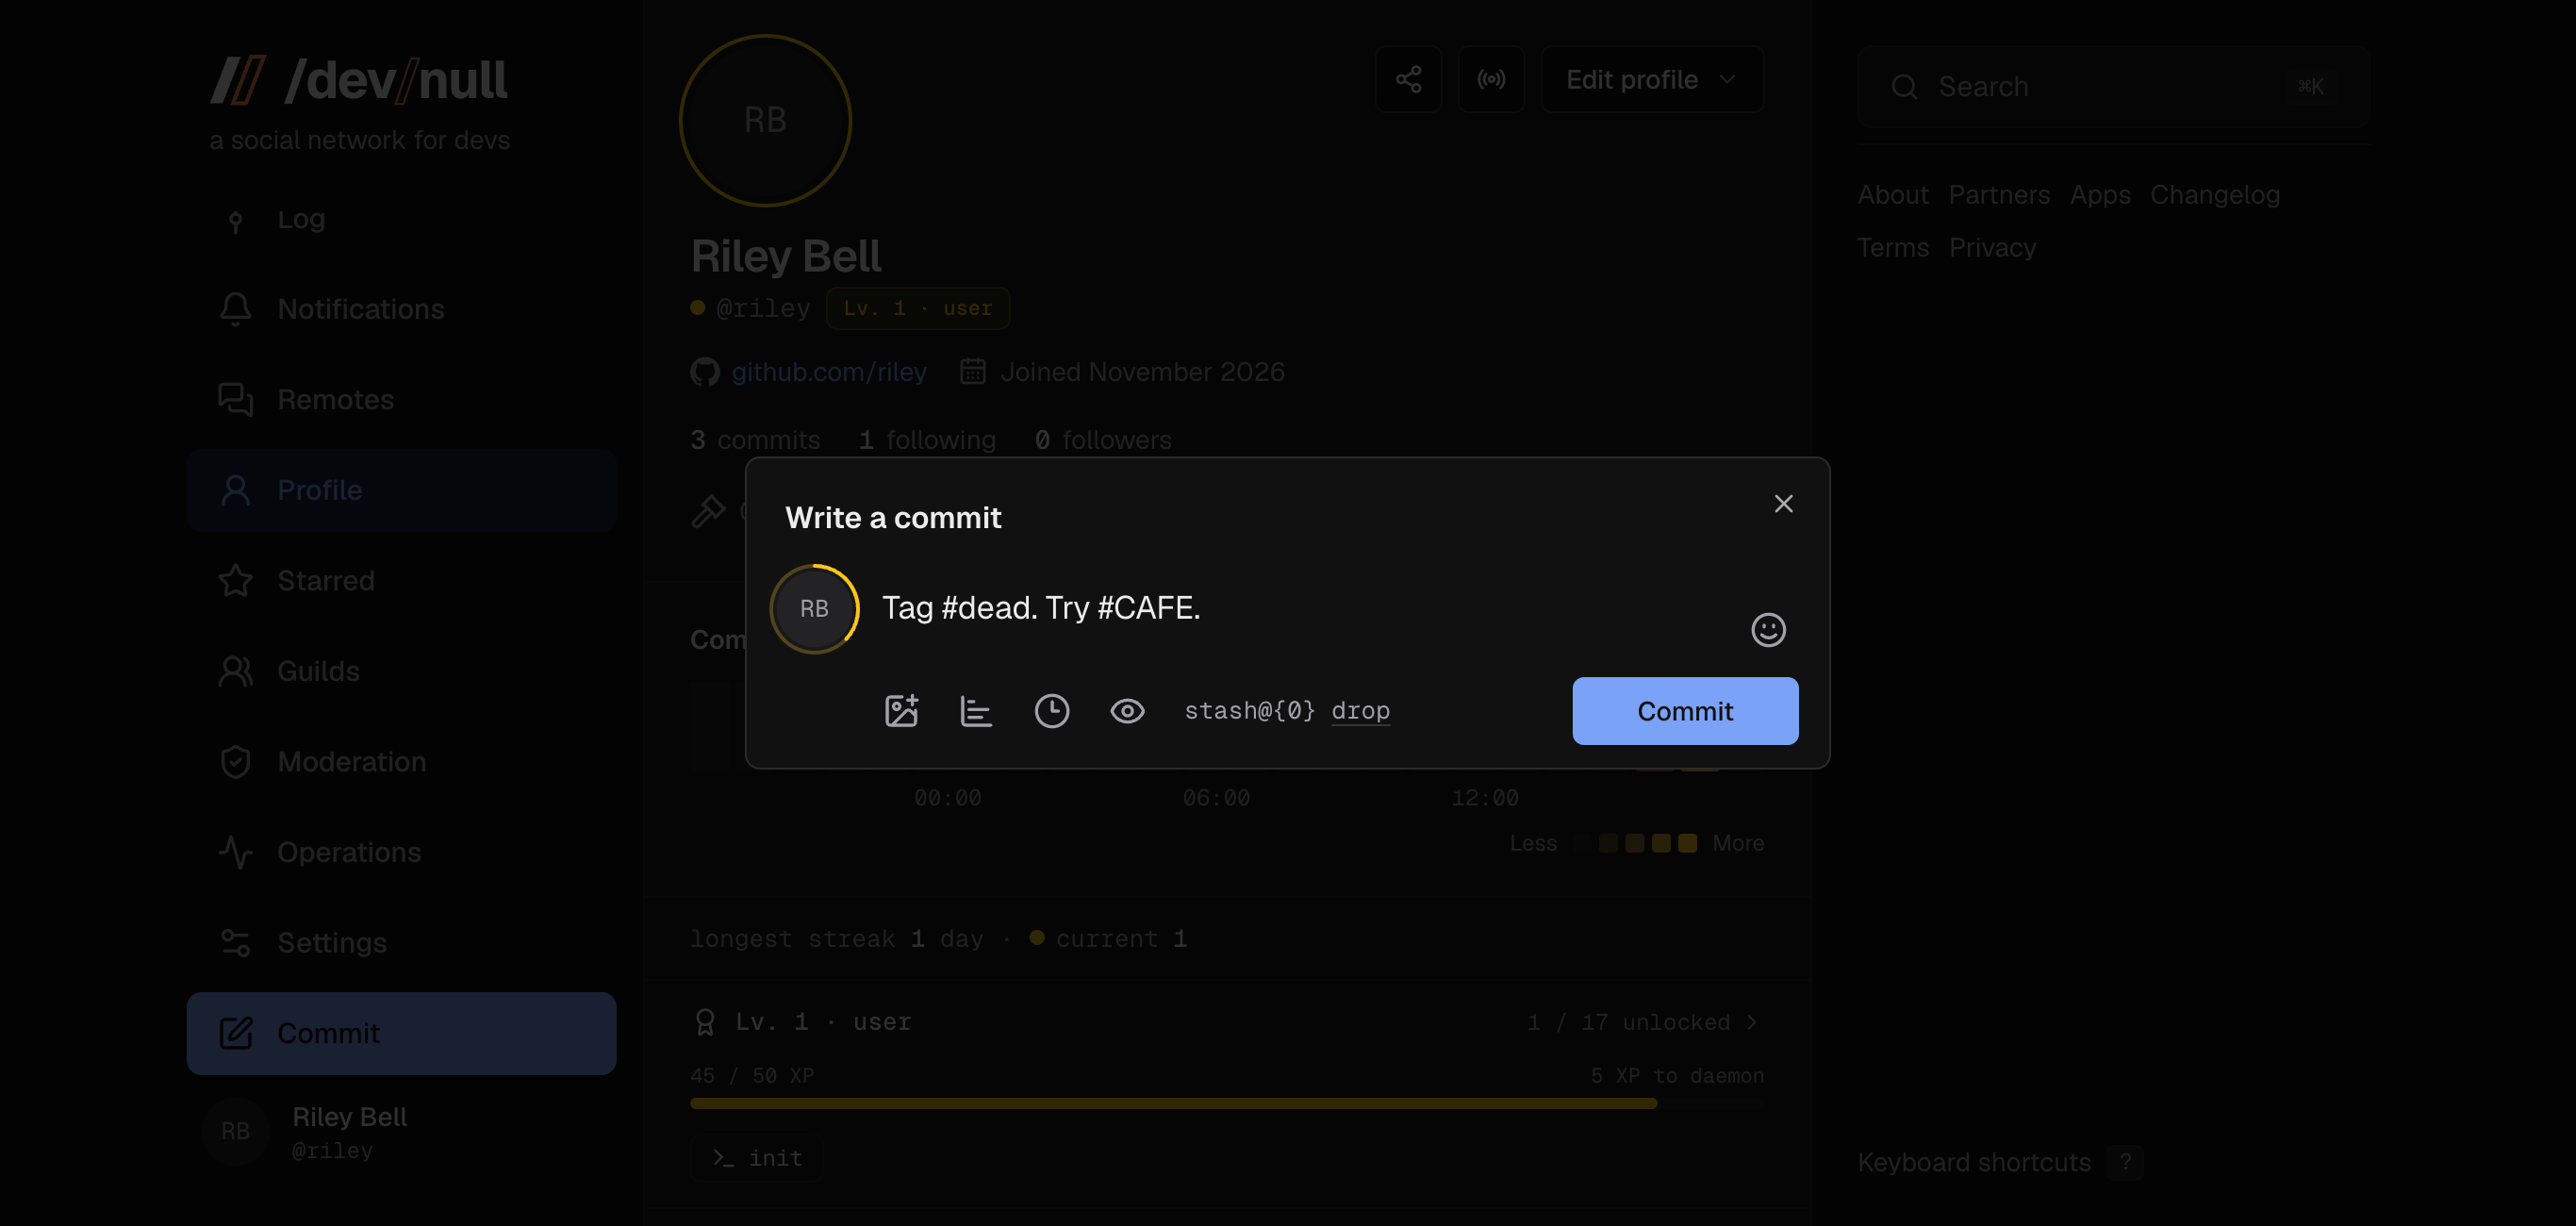 /dev//null
a social network for devs
Log
Notifications
Remotes
Profile
Starred
Guilds
Moderation
Operations
Settings
Commit
RB
Riley Bell
@riley
RB
Edit profile
Riley Bell
@riley Lv. 1 · user
github.com/riley Joined November 2026
3 commits 1 following 0 followers
Write a commit
RB
Tag #dead. Try #CAFE.
stash@{0} drop
Commit
Com
00:00 06:00 12:00
Less More
longest streak 1 day · current 1
Lv. 1 · user 1 / 17 unlocked
45 / 50 XP 5 XP to daemon
init
Search ⌘K
About Partners Apps Changelog
Terms Privacy
Keyboard shortcuts ?